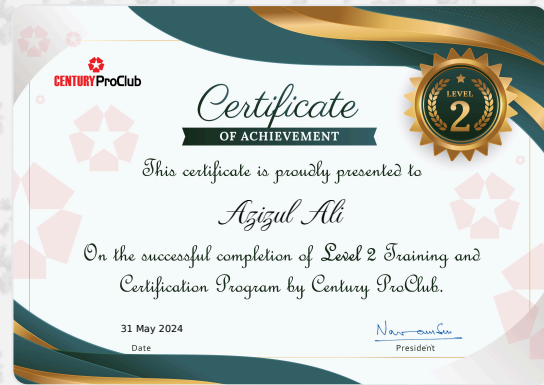 CENTURY ProClub
LEVEL
2
Certificate
OF ACHIEVEMENT
This certificate is proudly presented to
Azizul Ali
On the successful completion of Level 2 Training and
Certification Program by Century ProClub.
31 May 2024
Date
President